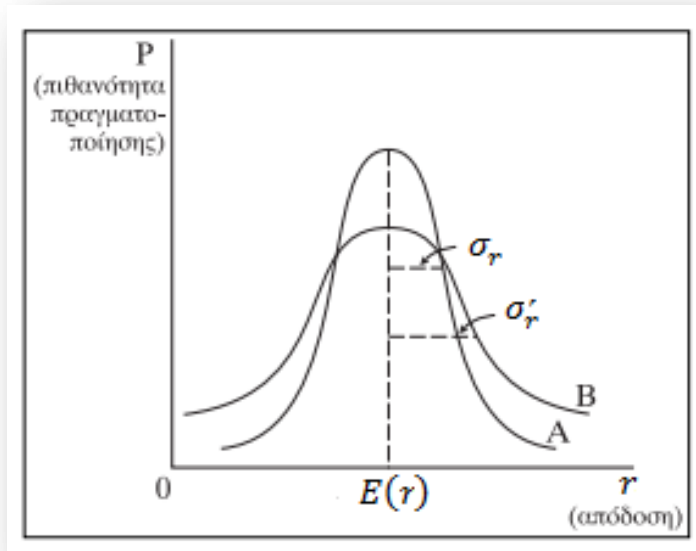 P
(πιθανότητα
πραγματο-
ποίησης)
σᵣ
σ′ᵣ
B
A
0
E(r)
r
(απόδοση)